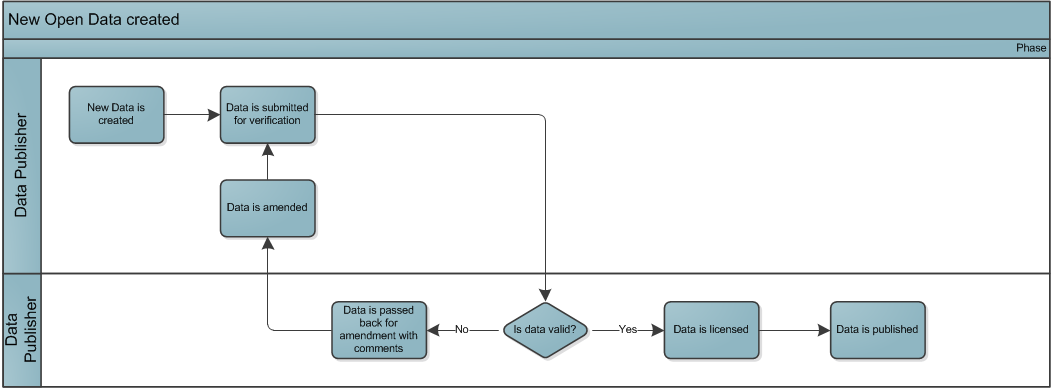 New Open Data created
Phase
Data Publisher
New Data is
created
Data is submitted
for verification
Data is amended
Data
Publisher
Data is passed
back for
amendment with
comments
No
Is data valid?
Yes
Data is licensed
Data is published